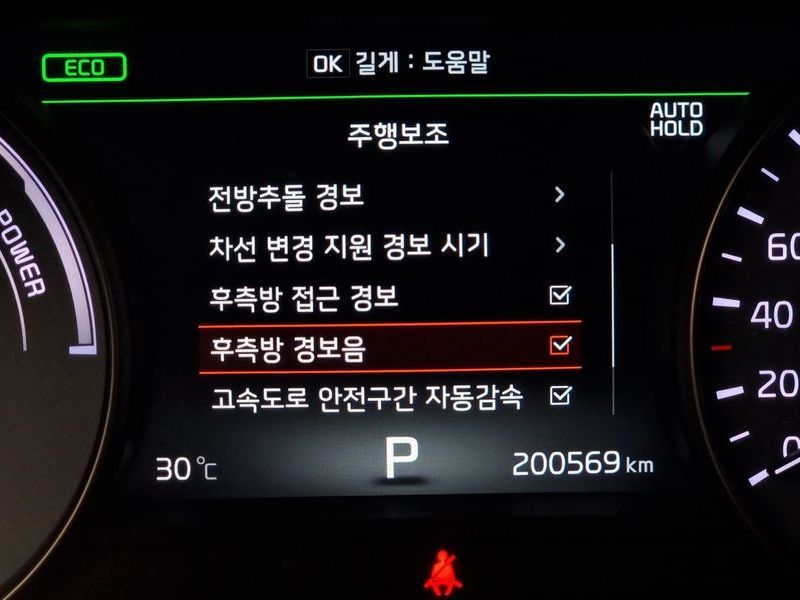 ECO
OK 길게 : 도움말
AUTO
HOLD
주행보조
전방추돌 경보
차선 변경 지원 경보 시기
후측방 접근 경보
후측방 경보음
고속도로 안전구간 자동감속
30℃
P
200569 km
POWER
60
40
20
0